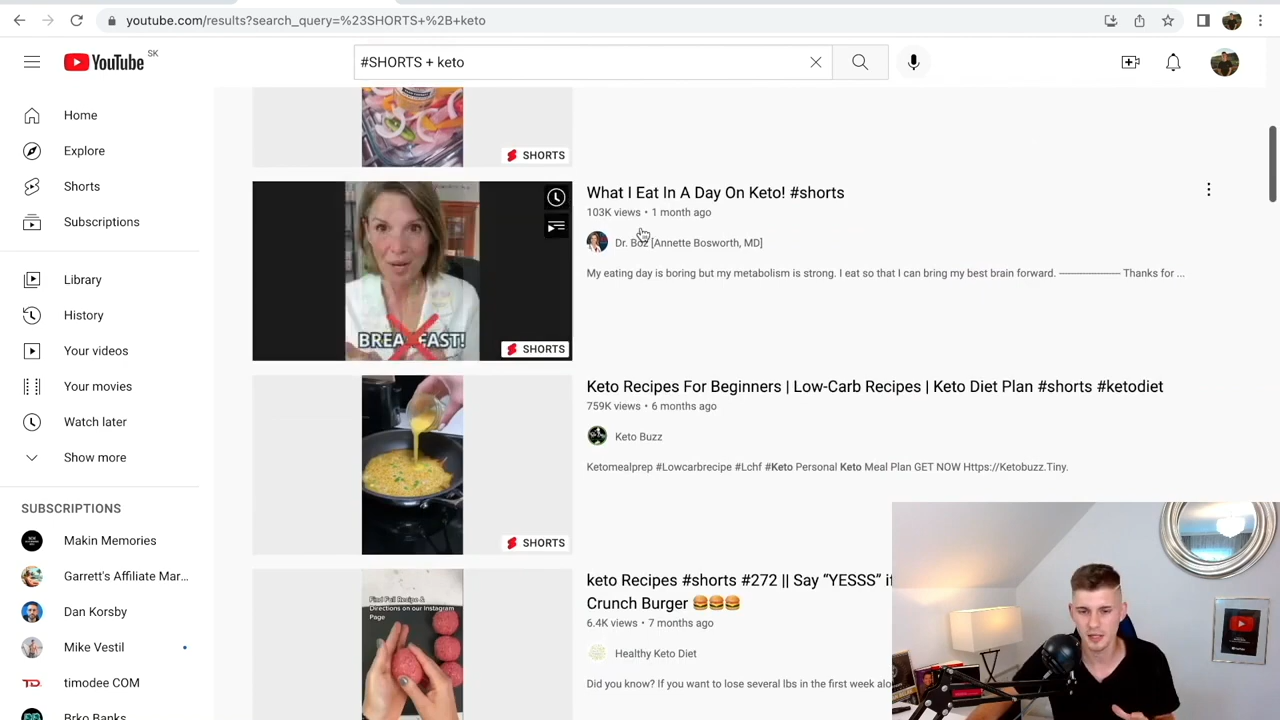 youtube.com/results?search_query=%23SHORTS+%2B+keto
YouTube SK
#SHORTS + keto
Home
Explore
Shorts
Subscriptions
Library
History
Your videos
Your movies
Watch later
Show more
SUBSCRIPTIONS
Makin Memories
Garrett's Affiliate Mar...
Dan Korsby
Mike Vestil
TD timodee COM
Brko Banks
SHORTS
BREAKFAST!
SHORTS
What I Eat In A Day On Keto! #shorts
103K views • 1 month ago
Dr. Boz [Annette Bosworth, MD]
My eating day is boring but my metabolism is strong. I eat so that I can bring my best brain forward. ——————— Thanks for ...
SHORTS
Keto Recipes For Beginners | Low-Carb Recipes | Keto Diet Plan #shorts #ketodiet
759K views • 6 months ago
Keto Buzz
Ketomealprep #Lowcarbrecipe #Lchf #Keto Personal Keto Meal Plan GET NOW Https://Ketobuzz.Tiny.
Find Full Recipe &
Directions on our Instagram
Page
keto Recipes #shorts #272 || Say “YESSS” if
Crunch Burger 🍔🍔🍔
6.4K views • 7 months ago
Healthy Keto Diet
Did you know? If you want to lose several lbs in the first week alo